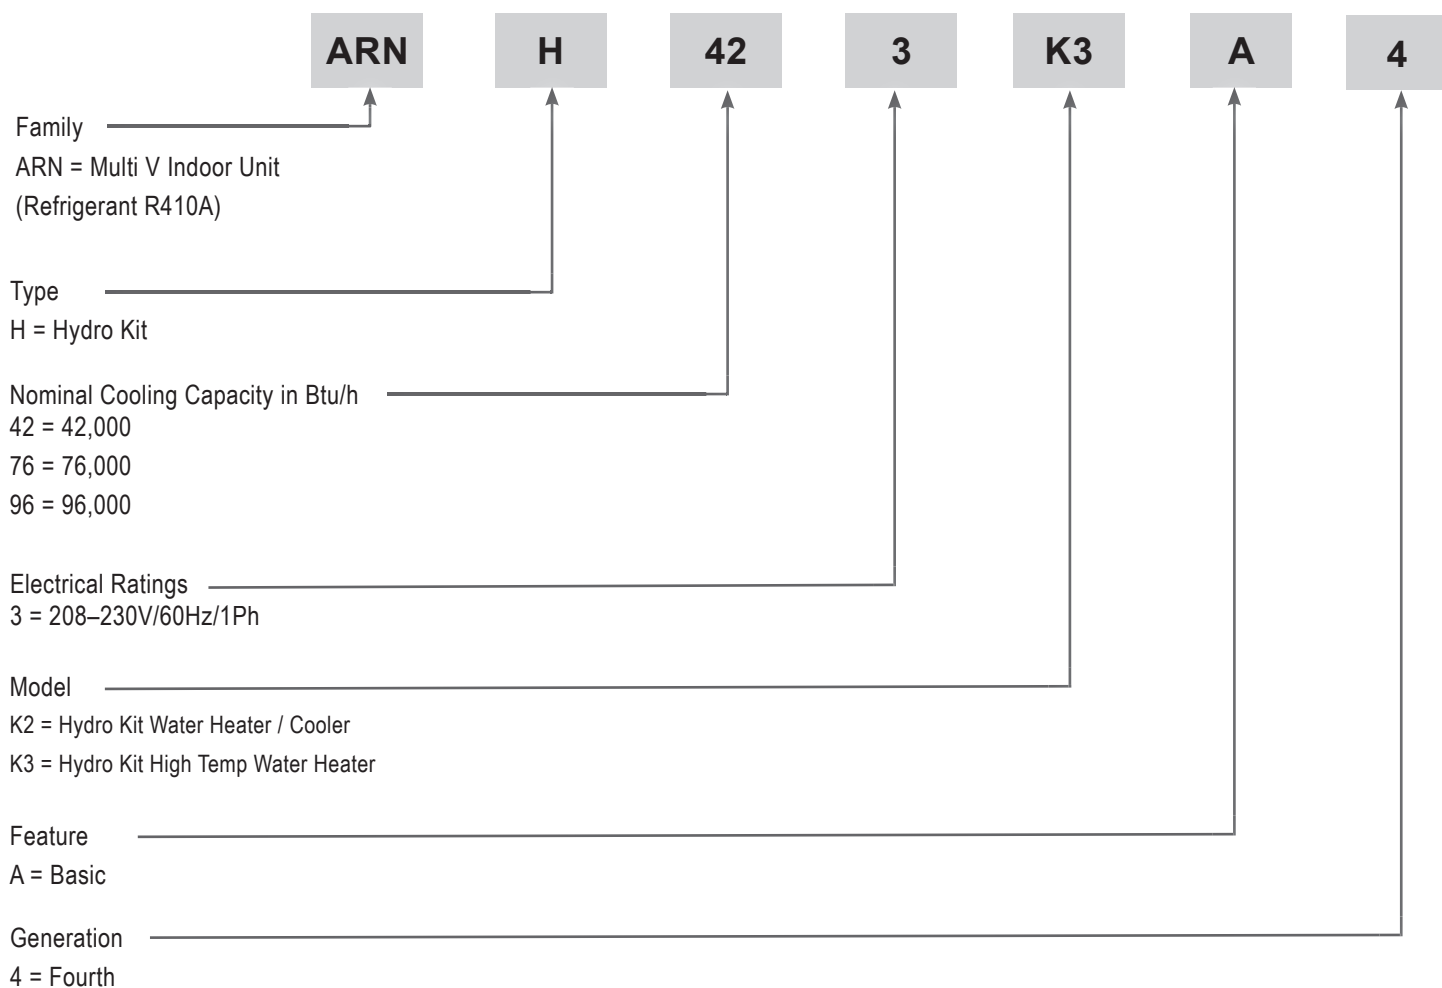 ARN H 42 3 K3 A 4
Family
ARN = Multi V Indoor Unit
(Refrigerant R410A)
Type
H = Hydro Kit
Nominal Cooling Capacity in Btu/h
42 = 42,000
76 = 76,000
96 = 96,000
Electrical Ratings
3 = 208–230V/60Hz/1Ph
Model
K2 = Hydro Kit Water Heater / Cooler
K3 = Hydro Kit High Temp Water Heater
Feature
A = Basic
Generation
4 = Fourth